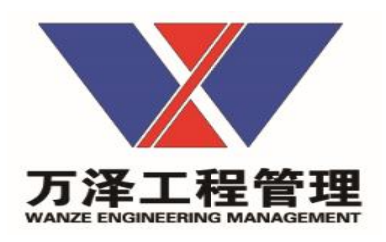 万泽工程管理
WANZE ENGINEERING MANAGEMENT